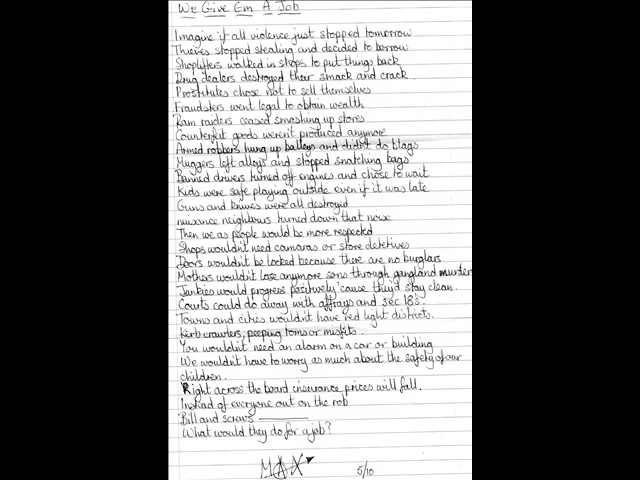 We Give Em A Job
Imagine if all violence just stopped tomorrow
Thieves stopped stealing and decided to borrow
Shoplifters walked in shops to put things back
Drug dealers destroyed their smack and crack.
Prostitutes chose not to sell themselves
Fraudsters went legal to obtain wealth
Ram raiders ceased smashing up stores
Counterfeit goods weren't produced anymore
Armed robbers hung up balleys and didn't do blags
Muggers left alleys and stopped snatching bags
Banned drivers turned off engines and chose to wait
Kids were safe playing outside even if it was late
Guns and knives were all destroyed
nuisance neighbours turned down that noise
Then we as people would be more respected
Shops wouldn't need camaras or store detetives
Doors wouldn't be locked because there are no burglars
Mothers wouldn't lose anymore sons through gangland murders
Junkies would progress positively 'cause they'd stay clean.
Courts could do away with affrays and sec 18s.
Towns and cities wouldn't have red light districts.
Kerb crawlers, peeping toms or misfits.
You wouldn't need an alarm on a car or building
We wouldn't have to worry as much about the safety of our
children.
Right across the board insurance prices will fall.
Instead of everyone out on the rob
Bill and screws
What would they do for a job?
MAX
5/10